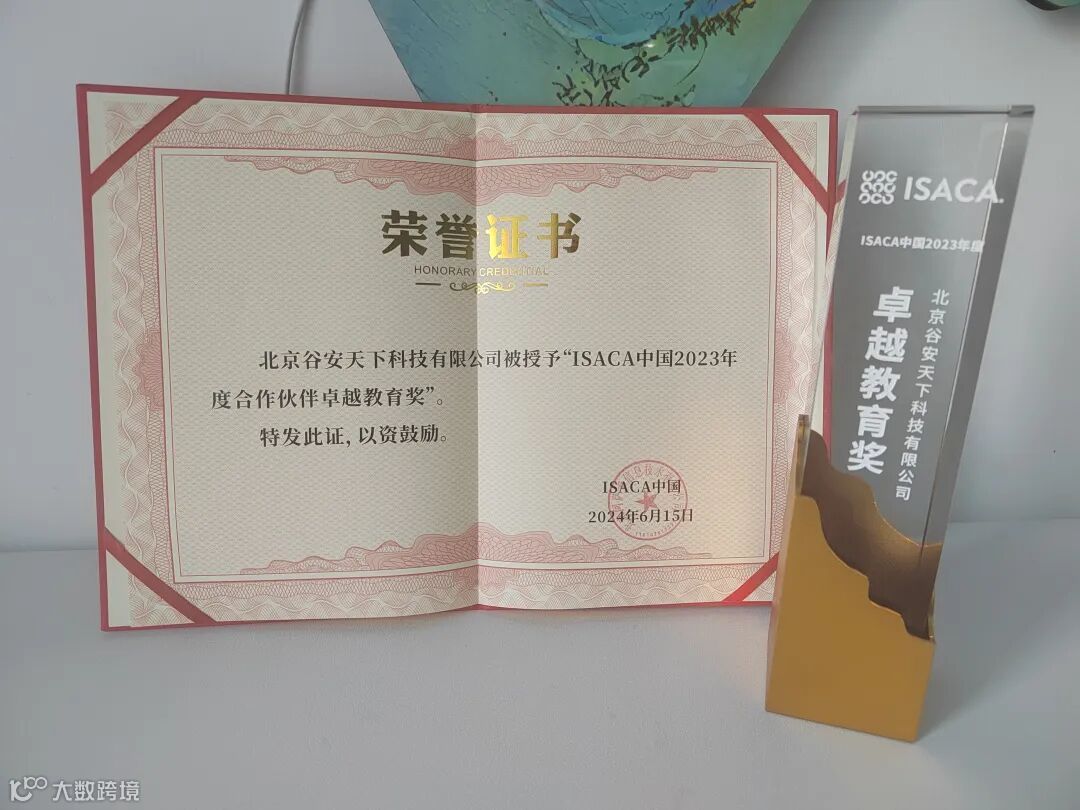 荣誉证书
HONORARY CREDENTIAL
北京谷安天下科技有限公司被授予“ISACA中国2023年
度合作伙伴卓越教育奖”。
特发此证，以资鼓励。
ISACA中国
2024年6月15日
ISACA
ISACA中国2023年度
卓越教育奖
北京谷安天下科技有限公司
大数跨境